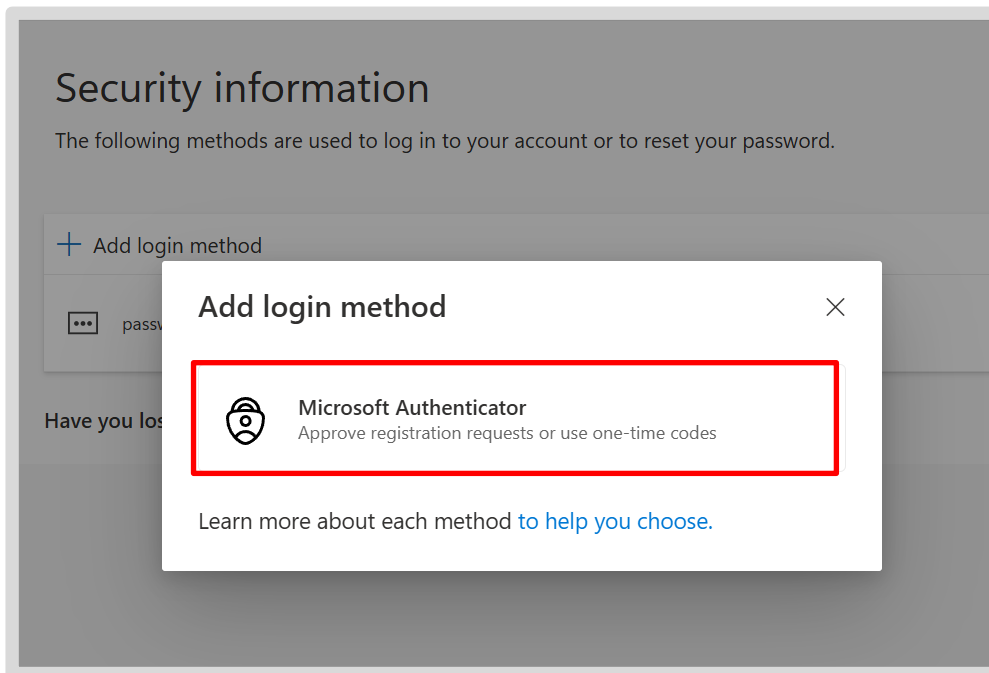 Security information
The following methods are used to log in to your account or to reset your password.
Add login method
Add login method
Microsoft Authenticator
Approve registration requests or use one-time codes
Have you
Learn more about each method to help you choose.